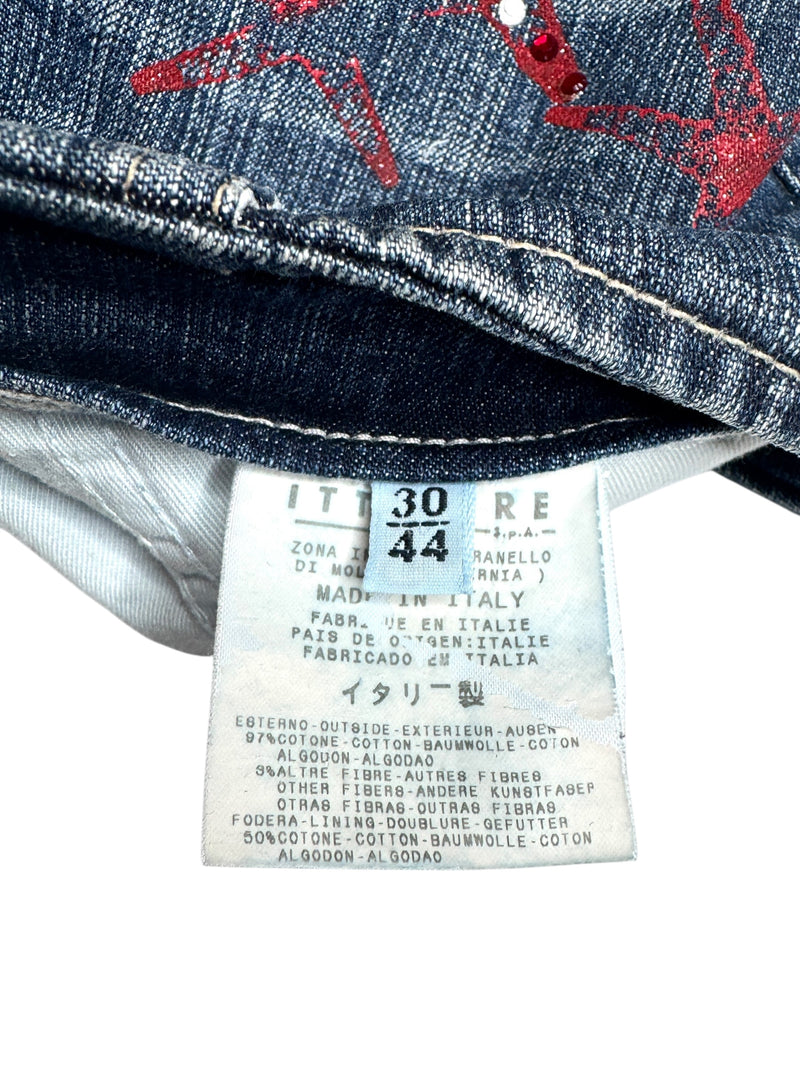 ITT RE
30
44
S.p.A.
ZONA I RANELLO
DI MOL RNIA )
MADE IN ITALY
FABR UE EN ITALIE
PAIS DE ORIGEN:ITALIE
FABRICADO EM ITALIA
イタリー製
ESTERNO-OUTSIDE-EXTERIEUR-AUSEN
97%COTONE-COTTON-BAUMWOLLE-COTON
ALGODON-ALGODAO
3%ALTRE FIBRE-AUTRES FIBRES
OTHER FIBERS-ANDERE KUNSTFASER
OTRAS FIBRAS-OUTRAS FIBRAS
FODERA-LINING-DOUBLURE-GEFUTTER
50%COTONE-COTTON-BAUMWOLLE-COTON
ALGODON-ALGODAO